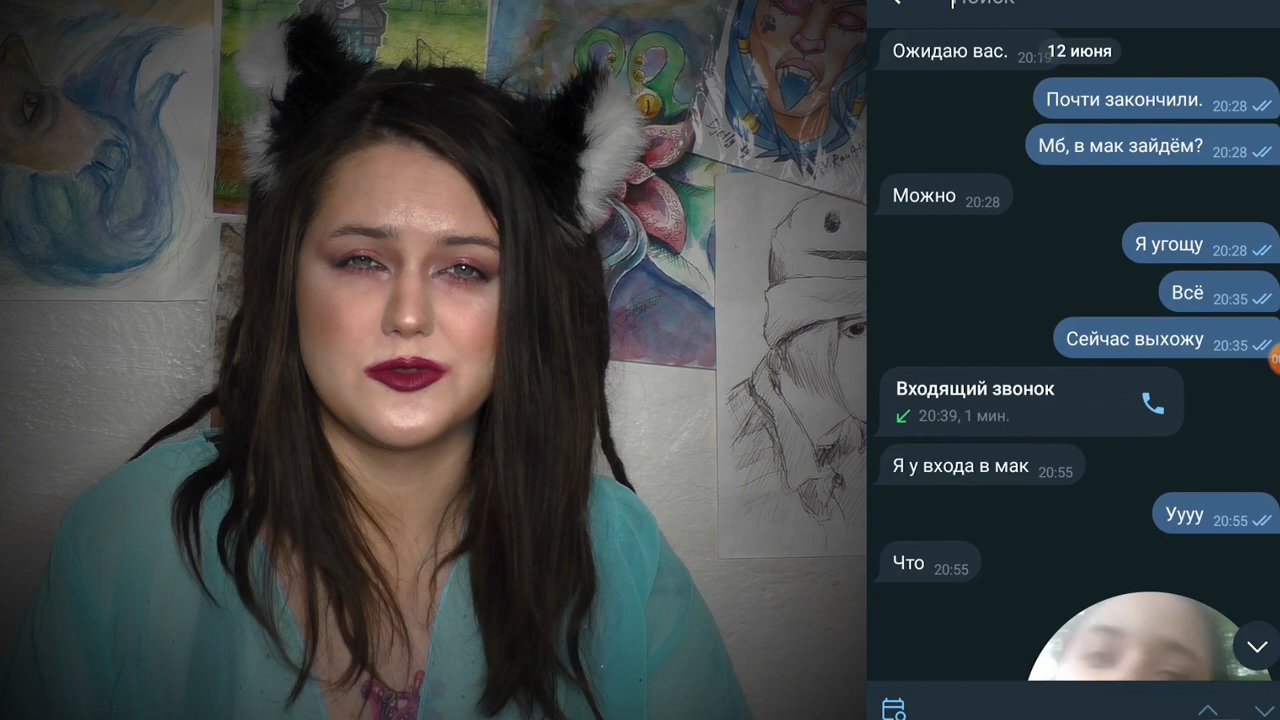 Ожидаю вас. 20:19
12 июня
Почти закончили. 20:28
Мб, в мак зайдём? 20:28
Можно 20:28
Я угощу 20:28
Всё 20:35
Сейчас выхожу 20:35
Входящий звонок
20:39, 1 мин.
Я у входа в мак 20:55
Уууу 20:55
Что 20:55